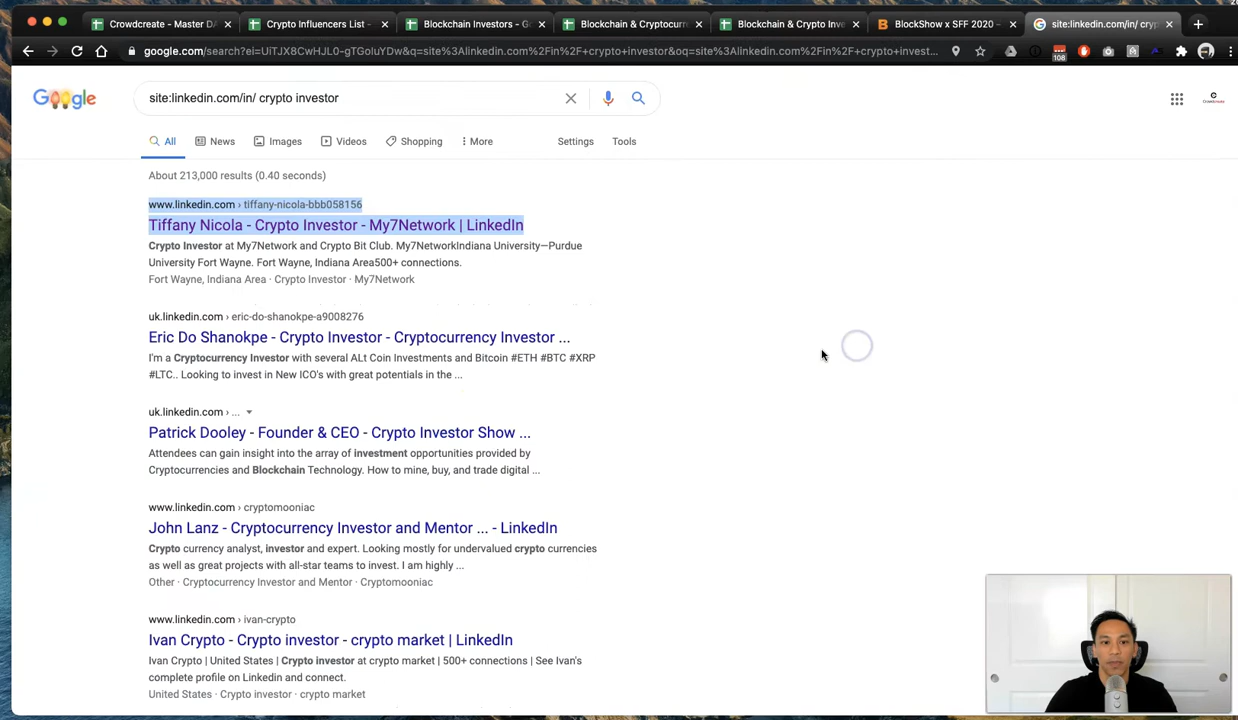 Crowdcreate - Master DA
Crypto Influencers List -
Blockchain Investors - G
Blockchain & Cryptocurre
Blockchain & Crypto Inve
BlockShow x SFF 2020 –
site:linkedin.com/in/ cryp
google.com/search?ei=UiTJX8CwHJL0-gTGoluYDw&q=site%3Alinkedin.com%2Fin%2F+crypto+investor&oq=site%3Alinkedin.com%2Fin%2F+crypto+invest...
108
Google
site:linkedin.com/in/ crypto investor
All
News
Images
Videos
Shopping
More
Settings
Tools
About 213,000 results (0.40 seconds)
www.linkedin.com › tiffany-nicola-bbb058156
Tiffany Nicola - Crypto Investor - My7Network | LinkedIn
Crypto Investor at My7Network and Crypto Bit Club. My7NetworkIndiana University—Purdue
University Fort Wayne. Fort Wayne, Indiana Area500+ connections.
Fort Wayne, Indiana Area · Crypto Investor · My7Network
uk.linkedin.com › eric-do-shanokpe-a9008276
Eric Do Shanokpe - Crypto Investor - Cryptocurrency Investor ...
I'm a Cryptocurrency Investor with several ALt Coin Investments and Bitcoin #ETH #BTC #XRP
#LTC.. Looking to invest in New ICO's with great potentials in the ...
uk.linkedin.com › ...
Patrick Dooley - Founder & CEO - Crypto Investor Show ...
Attendees can gain insight into the array of investment opportunities provided by
Cryptocurrencies and Blockchain Technology. How to mine, buy, and trade digital ...
www.linkedin.com › cryptomooniac
John Lanz - Cryptocurrency Investor and Mentor ... - LinkedIn
Crypto currency analyst, investor and expert. Looking mostly for undervalued crypto currencies
as well as great projects with all-star teams to invest. I am highly ...
Other · Cryptocurrency Investor and Mentor · Cryptomooniac
www.linkedin.com › ivan-crypto
Ivan Crypto - Crypto investor - crypto market | LinkedIn
Ivan Crypto | United States | Crypto investor at crypto market | 500+ connections | See Ivan's
complete profile on Linkedin and connect.
United States · Crypto investor · crypto market